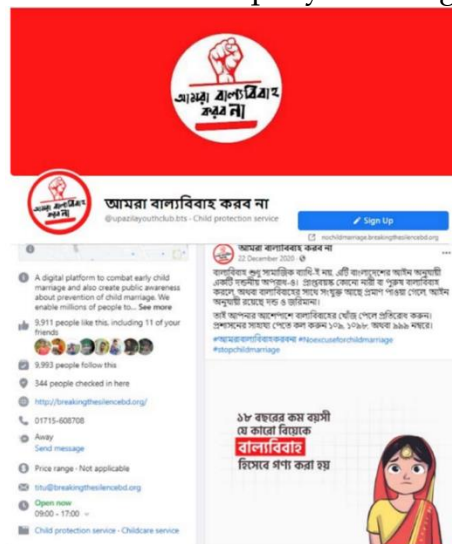 আমরা বাল্যবিবাহ
করব না
আমরা বাল্যবিবাহ করব না
@upazilayouthclub.bts - Child protection service
Sign Up
nochildmarriage.breakingthesilencebd.org
A digital platform to combat early child
marriage and also create public awareness
about prevention of child marriage. We
enable millions of people to... See more
9,911 people like this, including 11 of your
friends
9,993 people follow this
344 people checked in here
http://breakingthesilencebd.org/
01715-608708
Away
Send message
Price range · Not applicable
titu@breakingthesilencebd.org
Open now
09:00 - 17:00
Child protection service · Childcare service
আমরা বাল্যবিবাহ করব না
22 December 2020
বাল্যবিবাহ শুধু সামাজিক ব্যাধি-ই নয়, এটি বাংলাদেশের আইন অনুযায়ী
একটি দন্ডনীয় অপরাধ-ও। প্রাপ্তবয়স্ক কোনো নারী বা পুরুষ বাল্যবিবাহ
করলে, অথবা বাল্যবিবাহের সাথে সংযুক্ত আছে প্রমাণ পাওয়া গেলে, আইন
অনুযায়ী রয়েছে দন্ড ও জরিমানা।
তাই আপনার আশেপাশে বাল্যবিবাহের খোঁজ পেলে প্রতিরোধ করুন।
প্রশাসনের সাহায্য পেতে কল করুন ১০৯, ১০৯৮, অথবা ৯৯৯ নম্বরে।
#আমরাবাল্যবিবাহকরবনা #Noexcuseforchildmarriage
#stopchildmarriage
১৮ বছরের কম বয়সী
যে কারো বিয়েকে
বাল্যবিবাহ
হিসেবে গণ্য করা হয়